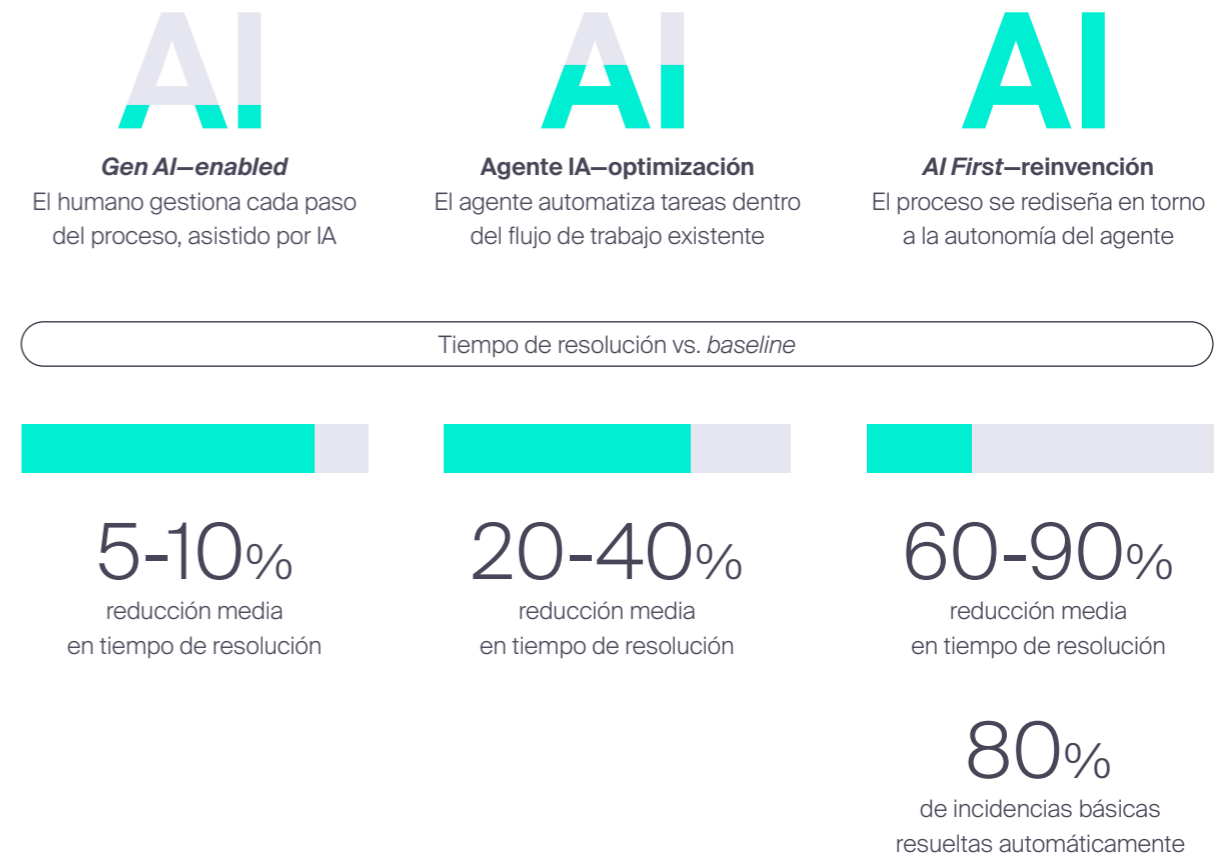 AI
Gen AI—enabled
El humano gestiona cada paso
del proceso, asistido por IA
AI
Agente IA—optimización
El agente automatiza tareas dentro
del flujo de trabajo existente
AI
AI First—reinvención
El proceso se rediseña en torno
a la autonomía del agente
Tiempo de resolución vs. baseline
5-10%
reducción media
en tiempo de resolución
20-40%
reducción media
en tiempo de resolución
60-90%
reducción media
en tiempo de resolución
80%
de incidencias básicas
resueltas automáticamente